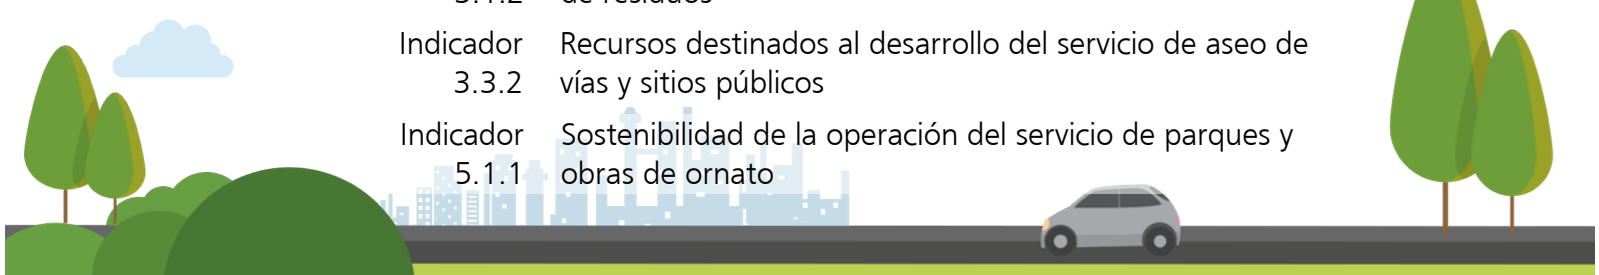 Indicador Recursos destinados al desarrollo del servicio de aseo de
3.3.2 vías y sitios públicos
Indicador Sostenibilidad de la operación del servicio de parques y
5.1.1 obras de ornato